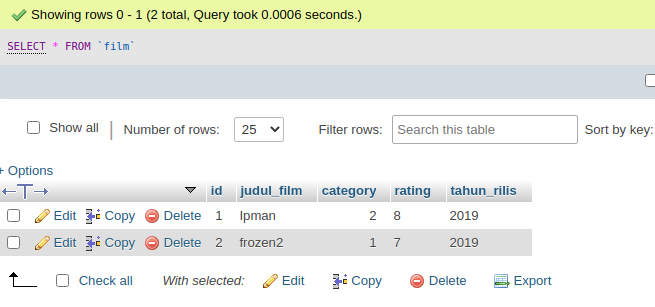 Showing rows 0 - 1 (2 total, Query took 0.0006 seconds.)
SELECT * FROM `film`
Show all | Number of rows: 25 Filter rows: Search this table Sort by key:
+ Options
←T→ id judul_film category rating tahun_rilis
Edit Copy Delete 1 Ipman 2 8 2019
Edit Copy Delete 2 frozen2 1 7 2019
Check all With selected: Edit Copy Delete Export